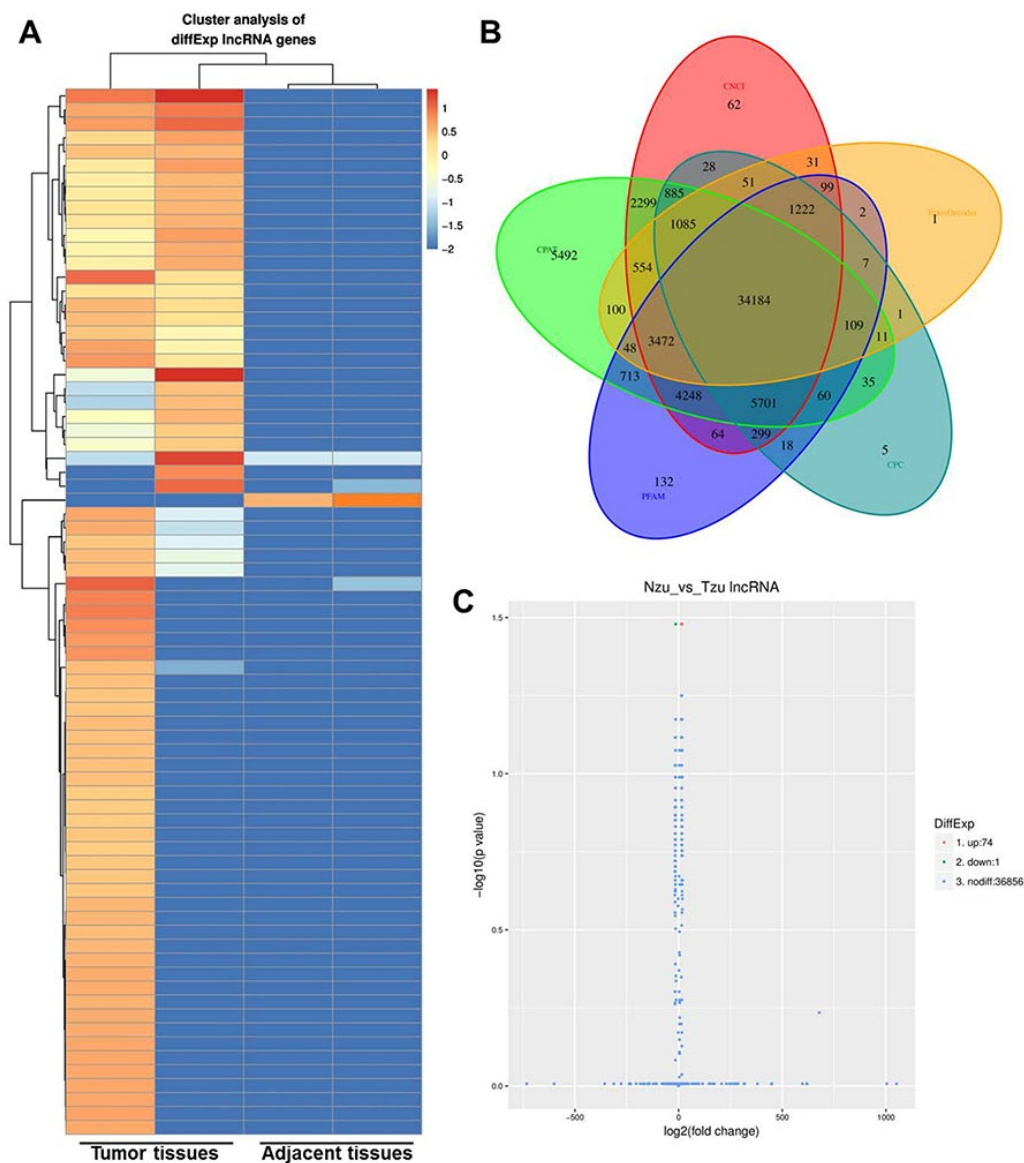 A
Cluster analysis of
diffExp lncRNA genes
1
0.5
0
−0.5
−1
−1.5
−2
Tumor tissues
Adjacent tissues
B
CNCI
62
31
28
51
99
2299
885
1222
2
1
1085
CPAT
5492
554
7
34184
100
1
109
11
48
3472
713
35
4248
60
5701
64
299
18
5
CPC
132
PFAM
C
Nzu_vs_Tzu lncRNA
1.5
1.0
0.5
0.0
−log10(p value)
−500
0
500
1000
log2(fold change)
DiffExp
1. up:74
2. down:1
3. nodiff:36856